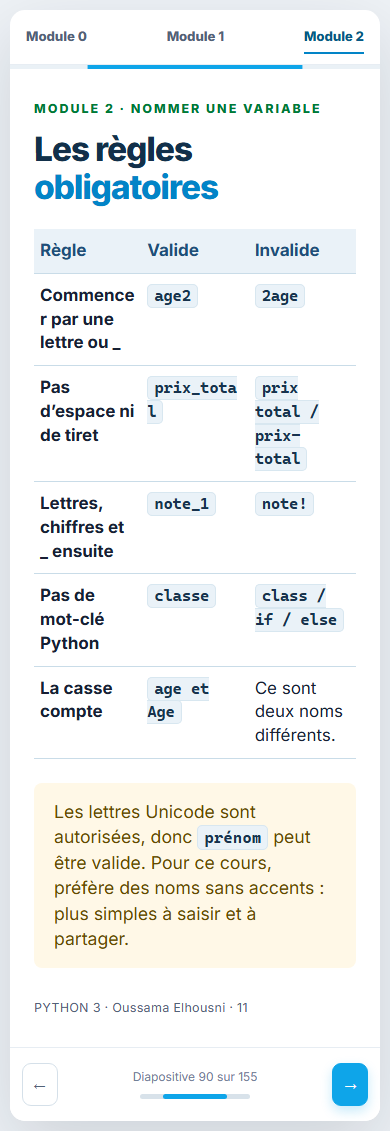 Module 0 Module 1 Module 2
MODULE 2 · NOMMER UNE VARIABLE
Les règles
obligatoires
Règle Valide Invalide
Commence age2 2age
r par une
lettre ou _
Pas prix_tota prix
d’espace ni l total /
de tiret prix-
total
Lettres, note_1 note!
chiffres et
_ ensuite
Pas de classe class /
mot-clé if / else
Python
La casse age et Ce sont
compte Age deux noms
différents.
Les lettres Unicode sont
autorisées, donc prénom peut
être valide. Pour ce cours,
préfère des noms sans accents :
plus simples à saisir et à
partager.
PYTHON 3 · Oussama Elhousni · 11
← Diapositive 90 sur 155 →